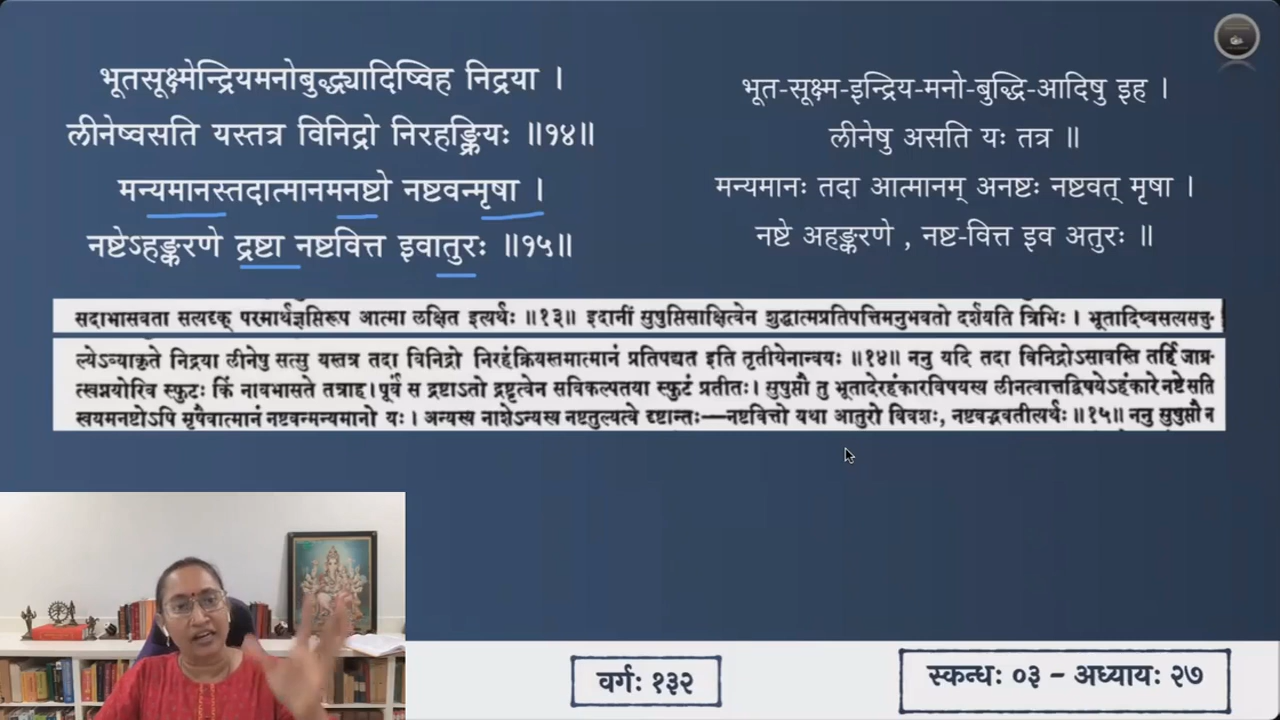 भूतसूक्ष्मेन्द्रियमनोबुद्ध्यादिष्विह निद्रया ।
लीनेष्वसति यस्तत्र विनिद्रो निरहङ्क्रियः ॥१४॥
मन्यमानस्तदात्मानमनष्टो नष्टवन्मृषा ।
नष्टेऽहङ्करणे द्रष्टा नष्टवित्त इवातुरः ॥१५॥
भूत-सूक्ष्म-इन्द्रिय-मनो-बुद्धि-आदिषु इह ।
लीनेषु असति यः तत्र ॥
मन्यमानः तदा आत्मानम् अनष्टः नष्टवत् मृषा ।
नष्टे अहङ्करणे , नष्ट-वित्त इव अतुरः ॥
सदाभासवता सत्यदृक् परमार्थज्ञप्तिरूप आत्मा लक्षित इत्यर्थः ॥१३॥ इदानीं सुषुप्तिसाक्षित्वेन शुद्धात्मप्रतिपत्तिमनुभवतो दर्शयति त्रिभिः । भूतादिष्वसत्यसत्तु-
ल्येऽव्याकृते निद्रया लीनेषु सत्सु यस्तत्र तदा विनिद्रो निरहंक्रियस्तमात्मानं प्रतिपद्यत इति तृतीयेनान्वयः ॥१४॥ ननु यदि तदा विनिद्रोऽसावस्ति तर्हि जाग्र-
त्स्वप्नयोरिव स्फुटः किं नावभासते तत्राह । पूर्वं स द्रष्टाऽतो द्रष्टृत्वेन सविकल्पतया स्फुटं प्रतीतः । सुषुप्तौ तु भूतादेरहंकारविषयस्य लीनत्वात्तद्विषयेऽहंकारे नष्टे सति
स्वयमनष्टोऽपि मृषैवात्मानं नष्टवन्मन्यमानो यः । अन्यस्य नाशेऽन्यस्य नष्टतुल्यत्वे दृष्टान्तः—नष्टवित्तो यथा आतुरो विवशः, नष्टवद्भवतीत्यर्थः ॥१५॥ ननु सुषुप्तौ न
वर्गः १३२
स्कन्धः ०३ - अध्यायः २७